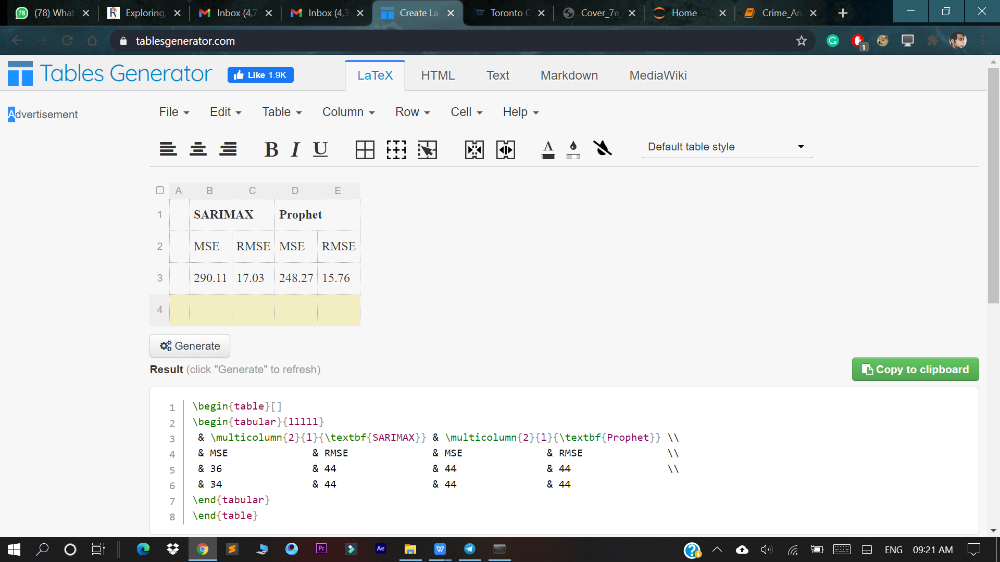 (78) What
Exploring,
Inbox (4,7
Inbox (4,3
Create La
Toronto C
Cover_7e
Home
Crime_An
tablesgenerator.com
1
Tables Generator
Like 1.9K
LaTeX HTML Text Markdown MediaWiki
Advertisement
File Edit Table Column Row Cell Help
B I U A Default table style
A B C D E
1 SARIMAX Prophet
2 MSE RMSE MSE RMSE
3 290.11 17.03 248.27 15.76
4
Generate
Result (click "Generate" to refresh)
Copy to clipboard
1 \begin{table}[]
2 \begin{tabular}{lllll}
3 & \multicolumn{2}{l}{\textbf{SARIMAX}} & \multicolumn{2}{l}{\textbf{Prophet}} \\
4 & MSE & RMSE & MSE & RMSE \\
5 & 36 & 44 & 44 & 44 \\
6 & 34 & 44 & 44 & 44
7 \end{tabular}
8 \end{table}
Pr Ae W ENG 09:21 AM